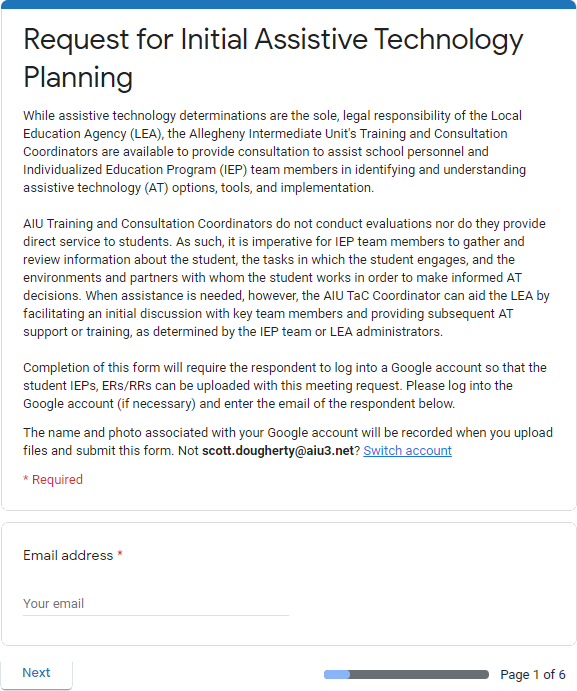 Request for Initial Assistive Technology
Planning
While assistive technology determinations are the sole, legal responsibility of the Local
Education Agency (LEA), the Allegheny Intermediate Unit's Training and Consultation
Coordinators are available to provide consultation to assist school personnel and
Individualized Education Program (IEP) team members in identifying and understanding
assistive technology (AT) options, tools, and implementation.
AIU Training and Consultation Coordinators do not conduct evaluations nor do they provide
direct service to students. As such, it is imperative for IEP team members to gather and
review information about the student, the tasks in which the student engages, and the
environments and partners with whom the student works in order to make informed AT
decisions. When assistance is needed, however, the AIU TaC Coordinator can aid the LEA by
facilitating an initial discussion with key team members and providing subsequent AT
support or training, as determined by the IEP team or LEA administrators.
Completion of this form will require the respondent to log into a Google account so that the
student IEPs, ERs/RRs can be uploaded with this meeting request. Please log into the
Google account (if necessary) and enter the email of the respondent below.
The name and photo associated with your Google account will be recorded when you upload
files and submit this form. Not scott.dougherty@aiu3.net? Switch account
* Required
Email address *
Your email
Next
Page 1 of 6